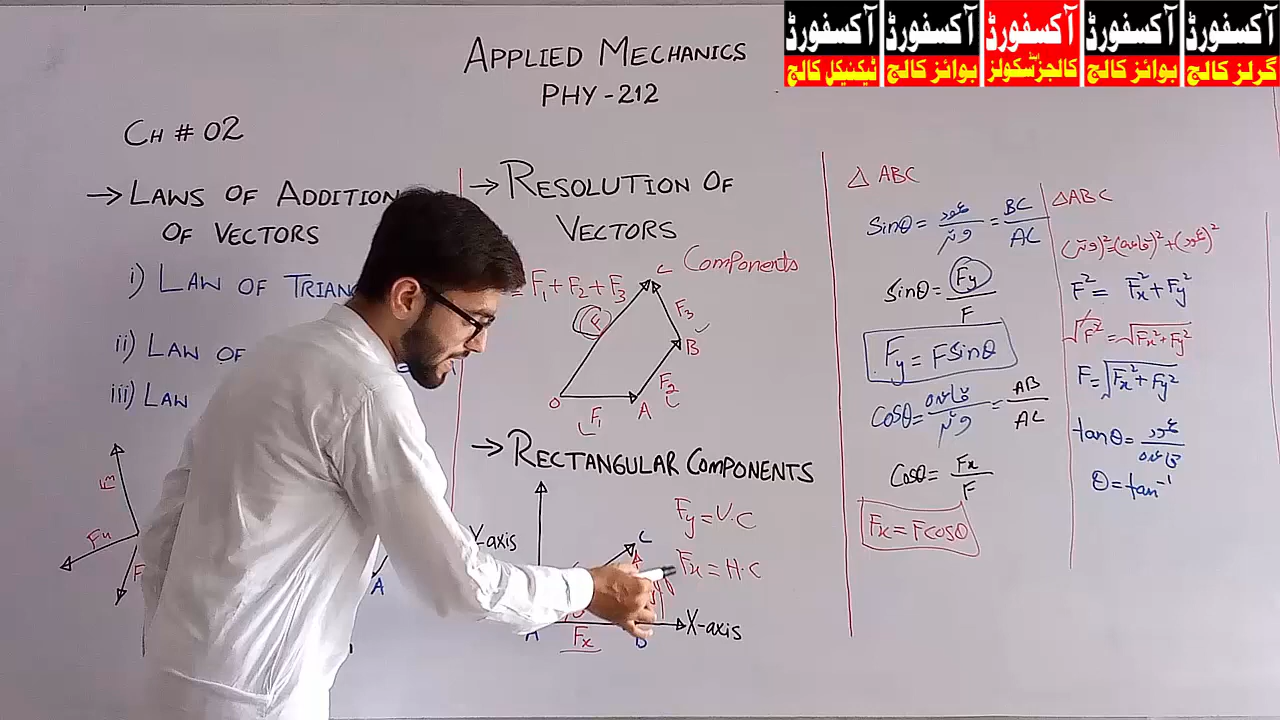 آکسفورڈ ٹیکنیکل کالج
آکسفورڈ بوائز کالج
آکسفورڈ کالجز اینڈ سکولز
آکسفورڈ بوائز کالج
آکسفورڈ گرلز کالج
APPLIED MECHANICS
PHY-212
CH # 02
→ LAWS OF ADDITION
OF VECTORS
i) LAW OF TRIAN
ii) LAW OF
iii) LAW
→ RESOLUTION OF
VECTORS
Components
= F₁ + F₂ + F₃
C
F
F₃
B
F₂
O
F₁
A
→ RECTANGULAR COMPONENTS
Y-axis
Fy = V.C
C
Fx = H.C
X-axis
A
Fx
B
A
△ ABC
Sinθ = عمود/وتر = BC/AC
Sinθ = Fy/F
Fy = FSinθ
Cosθ = قاعدہ/وتر = AB/AC
Cosθ = Fx/F
Fx = Fcosθ
△ABC
(وتر)² = (قاعدہ)² + (عمود)²
F² = Fx² + Fy²
√F² = √Fx² + Fy²
F = √Fx² + Fy²
tanθ = عمود/قاعدہ
θ = tan⁻¹